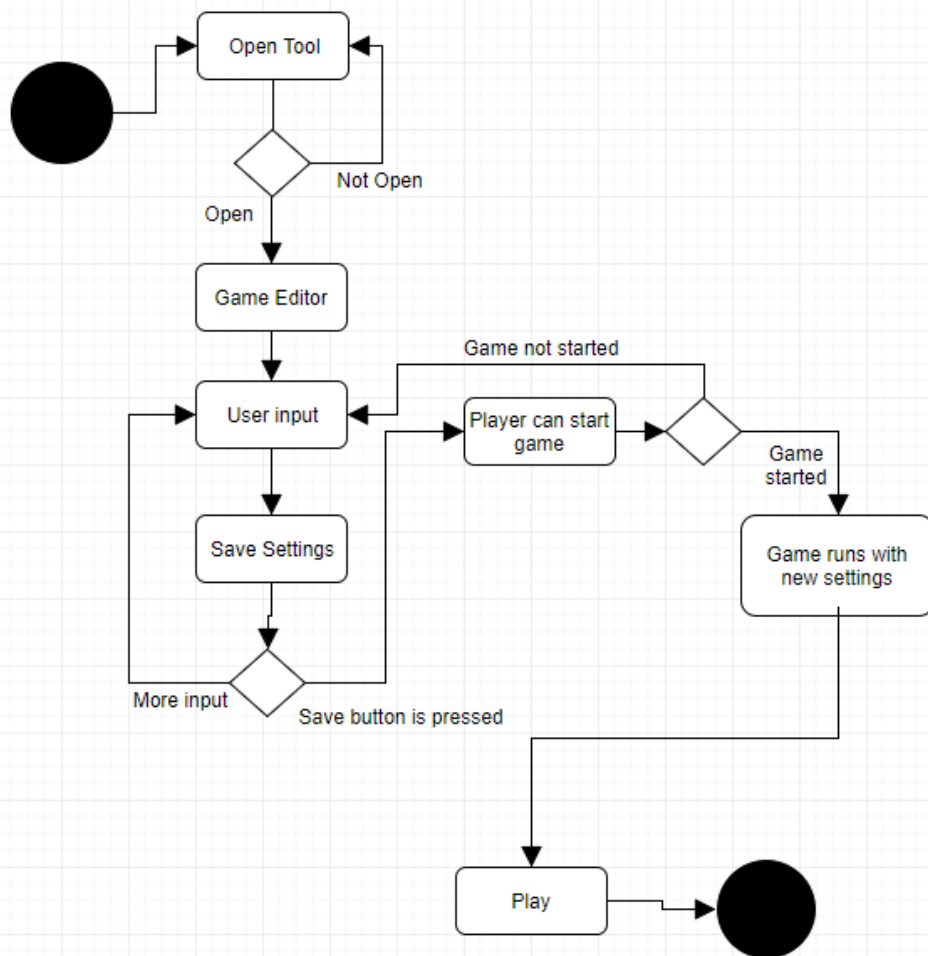 Open Tool
Not Open
Open
Game Editor
Game not started
User input
Player can start
game
Game
started
Save Settings
Game runs with
new settings
More input
Save button is pressed
Play